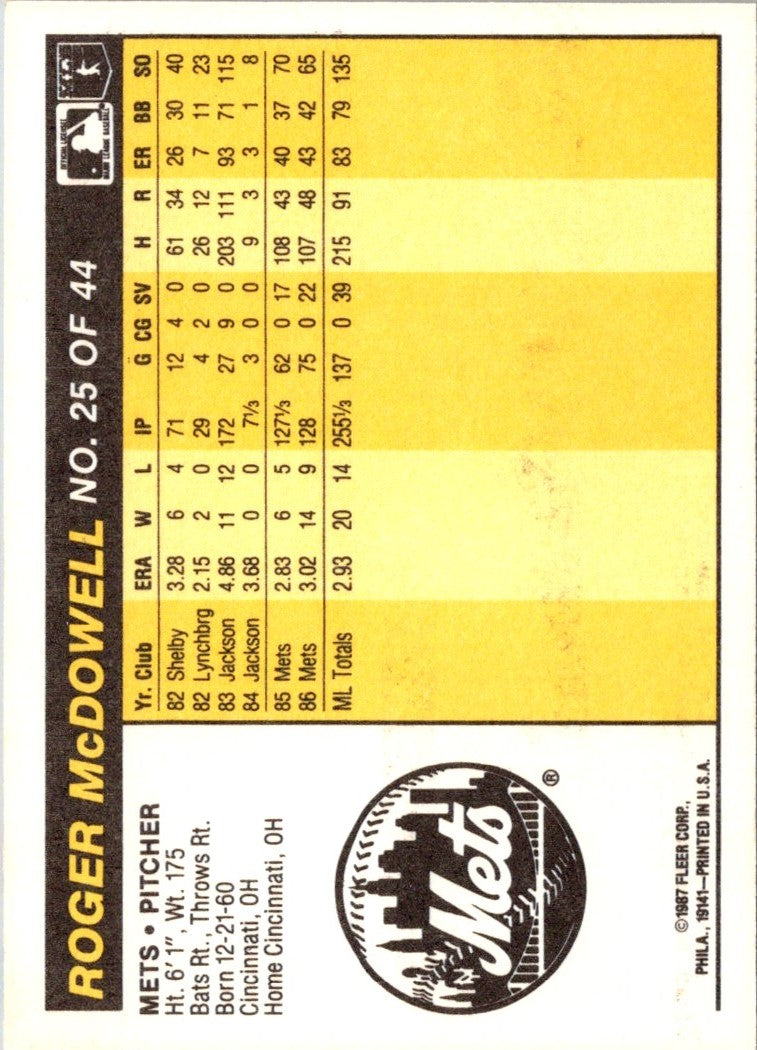 ROGER McDOWELL NO. 25 OF 44
OFFICIAL LICENSEE
MAJOR LEAGUE BASEBALL
METS • PITCHER
Ht. 6'1", Wt. 175
Bats Rt., Throws Rt.
Born 12-21-60
Cincinnati, OH
Home Cincinnati, OH
Mets
®
©1987 FLEER CORP.,
PHILA., 19141—PRINTED IN U.S.A.
Yr. Club ERA W L IP G CG SV H R ER BB SO
82 Shelby 3.28 6 4 71 12 4 0 61 34 26 30 40
82 Lynchbrg 2.15 2 0 29 4 2 0 26 12 7 11 23
83 Jackson 4.86 11 12 172 27 9 0 203 111 93 71 115
84 Jackson 3.68 0 0 7⅓ 3 0 0 9 3 3 1 8
85 Mets 2.83 6 5 127⅓ 62 0 17 108 43 40 37 70
86 Mets 3.02 14 9 128 75 0 22 107 48 43 42 65
ML Totals 2.93 20 14 255⅓ 137 0 39 215 91 83 79 135